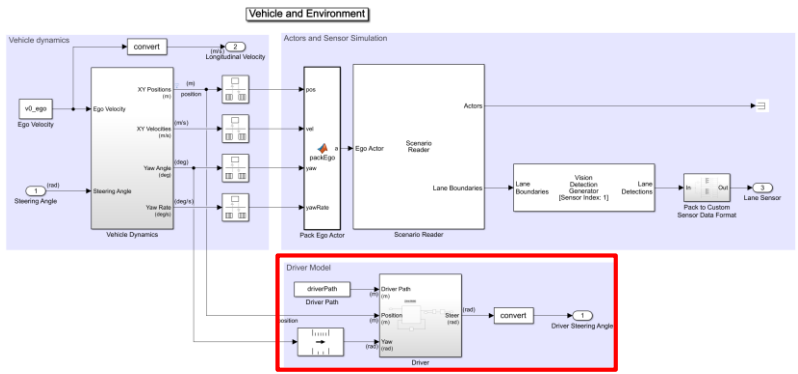 Vehicle and Environment
Vehicle dynamics
convert
(m/s)
2
Longitudinal Velocity
v0_ego
Ego Velocity
Ego Velocity
XY Positions
(m)
(m)
position
XY Velocities
(m/s)
(m/s)
Yaw Angle
(deg)
(deg)
Yaw Rate
(deg/s)
(deg/s)
1
(rad)
Steering Angle
Steering Angle
Vehicle Dynamics
Actors and Sensor Simulation
pos
vel
yaw
yawRate
packEgo
a
Pack Ego Actor
Ego Actor
Scenario
Reader
Actors
Lane Boundaries
Scenario Reader
Lane
Boundaries
Vision
Detection
Generator
[Sensor Index: 1]
Lane
Detections
In
Out
Pack to Custom
Sensor Data Format
3
Lane Sensor
Driver Model
driverPath
Driver Path
(m)
Driver Path
(m)
position
(m)
Position
(m)
(rad)
Yaw
(rad)
Steer
(rad)
Driver
(rad)
convert
1
Driver Steering Angle